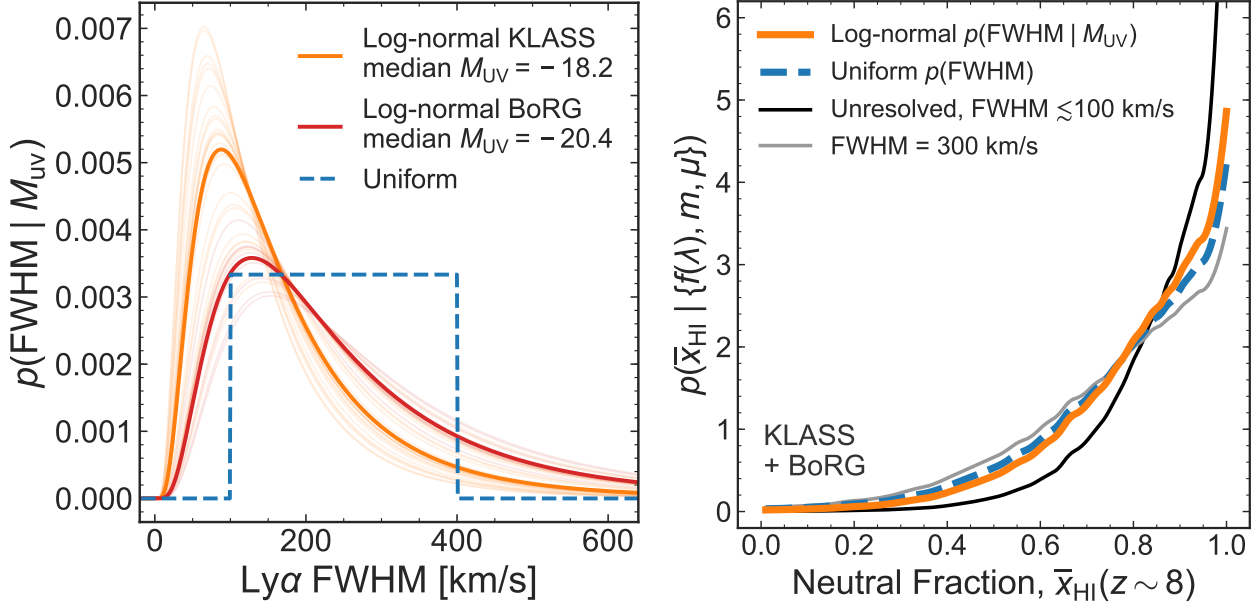 0.007
0.006
0.005
0.004
0.003
0.002
0.001
0.000
p(FWHM | M_UV)
Log-normal KLASS
median M_UV = −18.2
Log-normal BoRG
median M_UV = −20.4
Uniform
0 200 400 600
Lyα FWHM [km/s]
6
5
4
3
2
1
0
p(x̅_HI | {f(λ), m, μ})
Log-normal p(FWHM | M_UV)
Uniform p(FWHM)
Unresolved, FWHM ≲100 km/s
FWHM = 300 km/s
KLASS
+ BoRG
0.0 0.2 0.4 0.6 0.8 1.0
Neutral Fraction, x̅_HI(z ∼ 8)